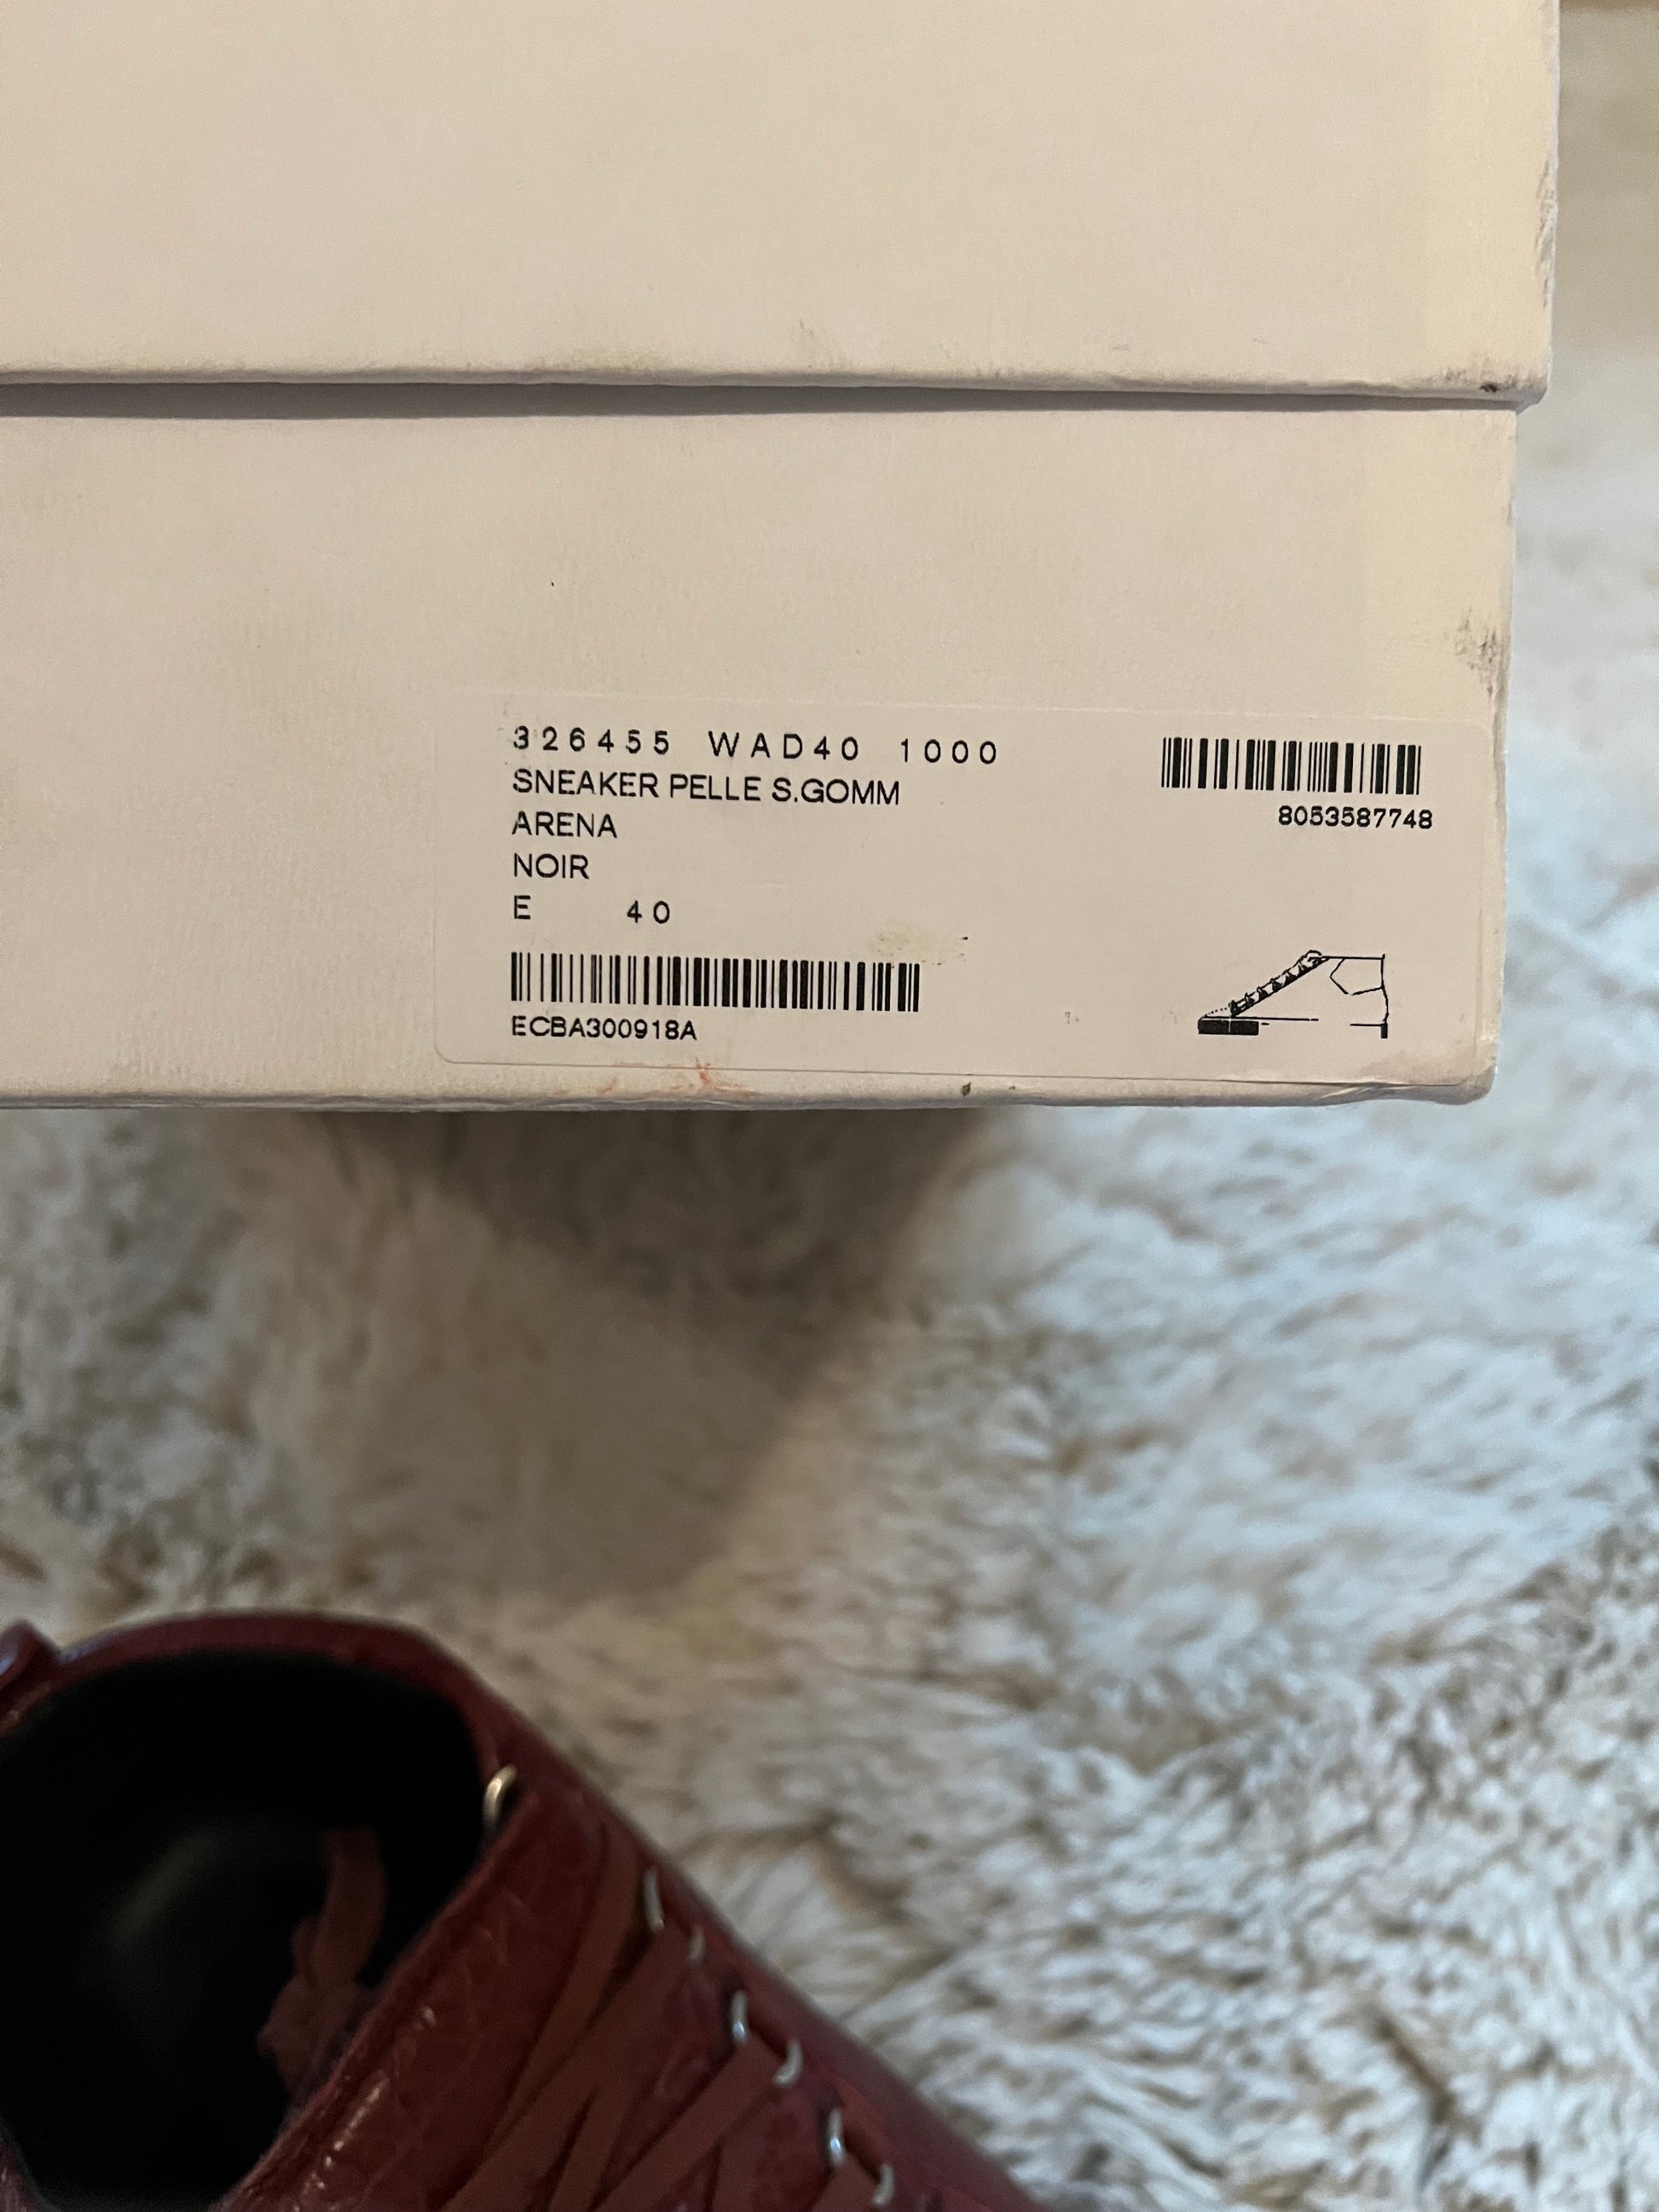 326455 WAD40 1000
SNEAKER PELLE S.GOMM
ARENA
NOIR
E 40
ECBA300918A
8053587748